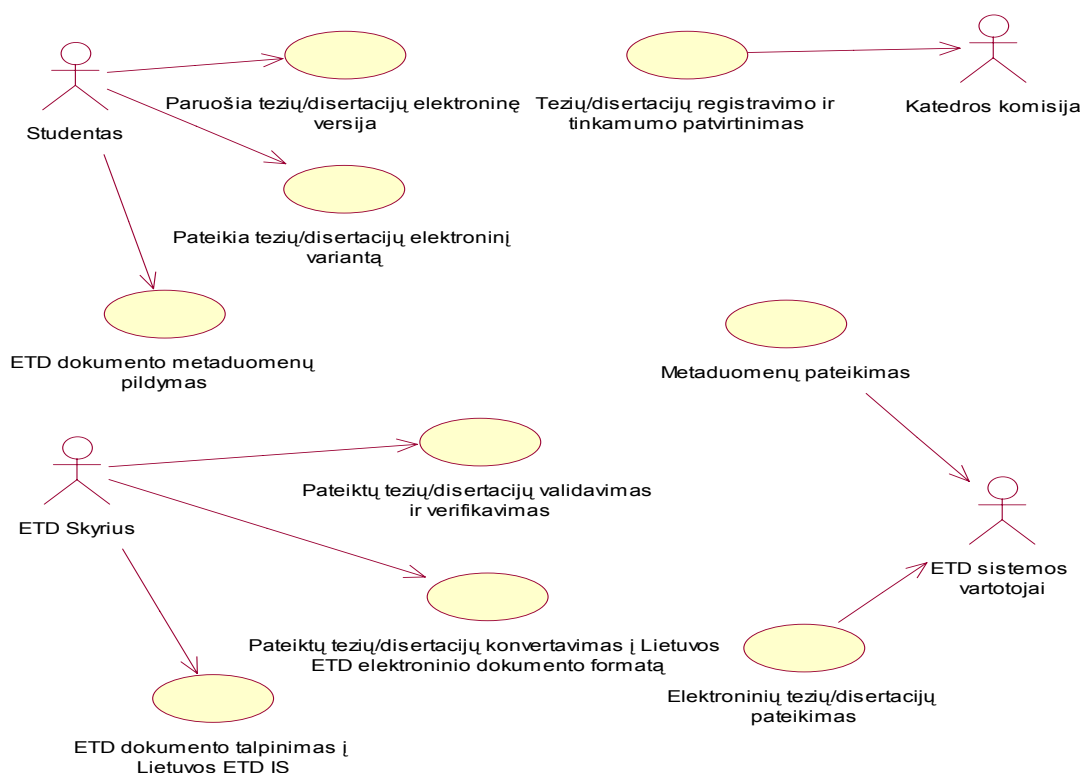 Studentas
Paruošia tezių/disertacijų elektroninę
versija
Tezių/disertacijų registravimo ir
tinkamumo patvirtinimas
Katedros komisija
Pateikia tezių/disertacijų elektroninį
variantą
ETD dokumento metaduomenų
pildymas
Metaduomenų pateikimas
ETD Skyrius
Pateiktų tezių/disertacijų validavimas
ir verifikavimas
ETD sistemos
vartotojai
Pateiktų tezių/disertacijų konvertavimas į Lietuvos
ETD elektroninio dokumento formatą
Elektroninių tezių/disertacijų
pateikimas
ETD dokumento talpinimas į
Lietuvos ETD IS